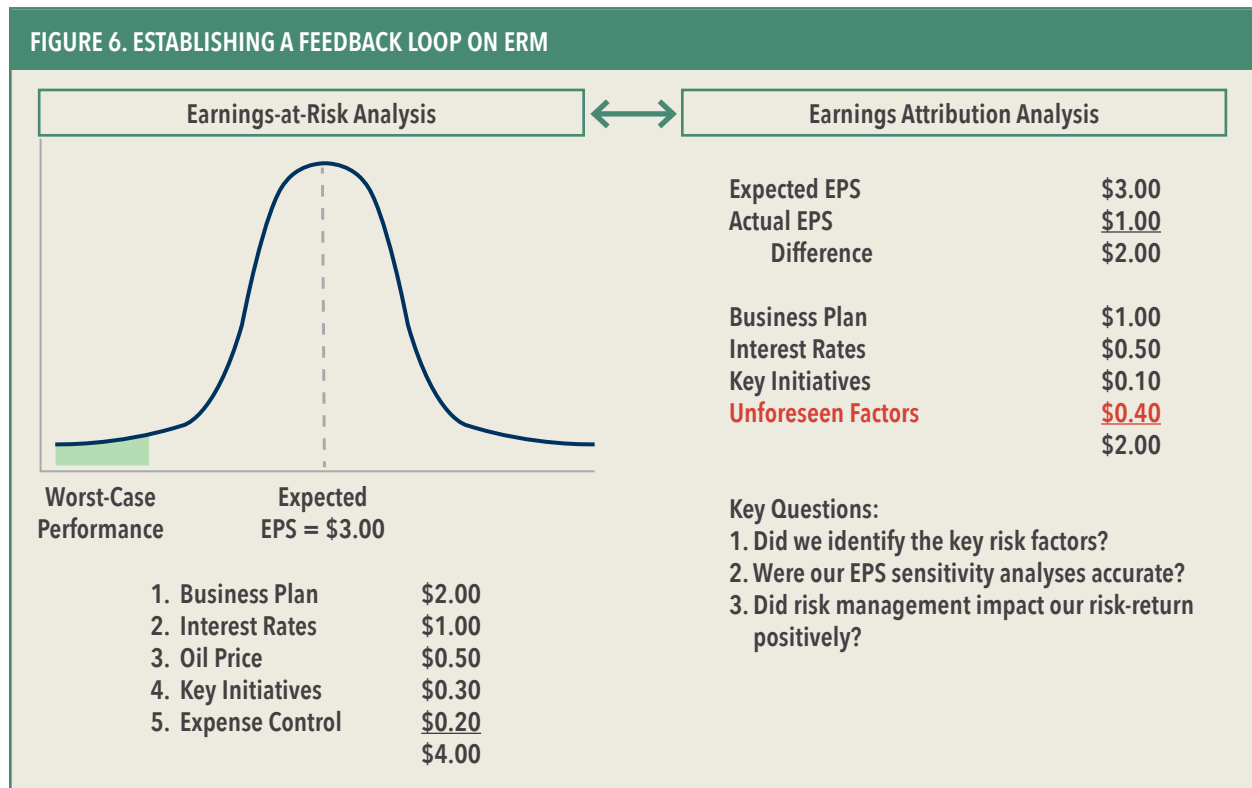 FIGURE 6. ESTABLISHING A FEEDBACK LOOP ON ERM
Earnings-at-Risk Analysis
Worst-Case
Performance
Expected
EPS = $3.00
1. Business Plan $2.00
2. Interest Rates $1.00
3. Oil Price $0.50
4. Key Initiatives $0.30
5. Expense Control $0.20
$4.00
Earnings Attribution Analysis
Expected EPS $3.00
Actual EPS $1.00
Difference $2.00
Business Plan $1.00
Interest Rates $0.50
Key Initiatives $0.10
Unforeseen Factors $0.40
$2.00
Key Questions:
1. Did we identify the key risk factors?
2. Were our EPS sensitivity analyses accurate?
3. Did risk management impact our risk-return
positively?